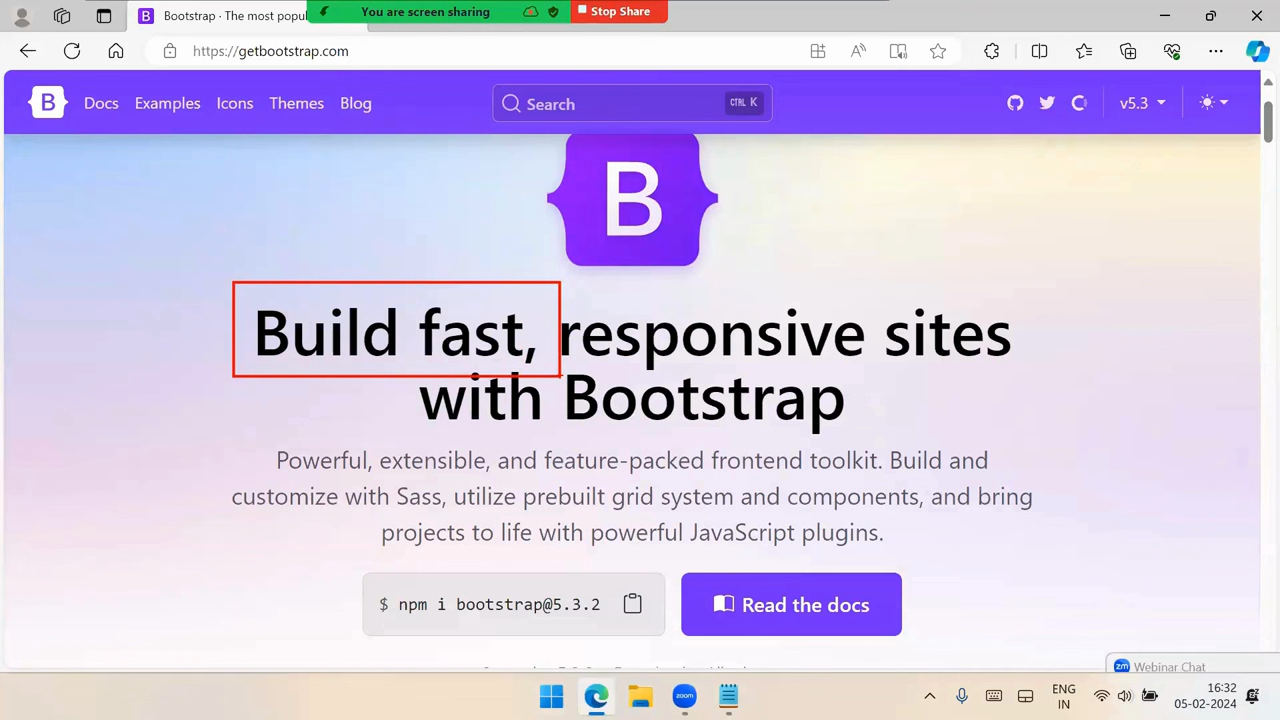 Bootstrap · The most popul
You are screen sharing
Stop Share
https://getbootstrap.com
B
Docs
Examples
Icons
Themes
Blog
Search
CTRL K
v5.3
B
Build fast, responsive sites
with Bootstrap
Powerful, extensible, and feature-packed frontend toolkit. Build and
customize with Sass, utilize prebuilt grid system and components, and bring
projects to life with powerful JavaScript plugins.
$ npm i bootstrap@5.3.2
Read the docs
zm Webinar Chat
zoom
ENG
IN
16:32
05-02-2024